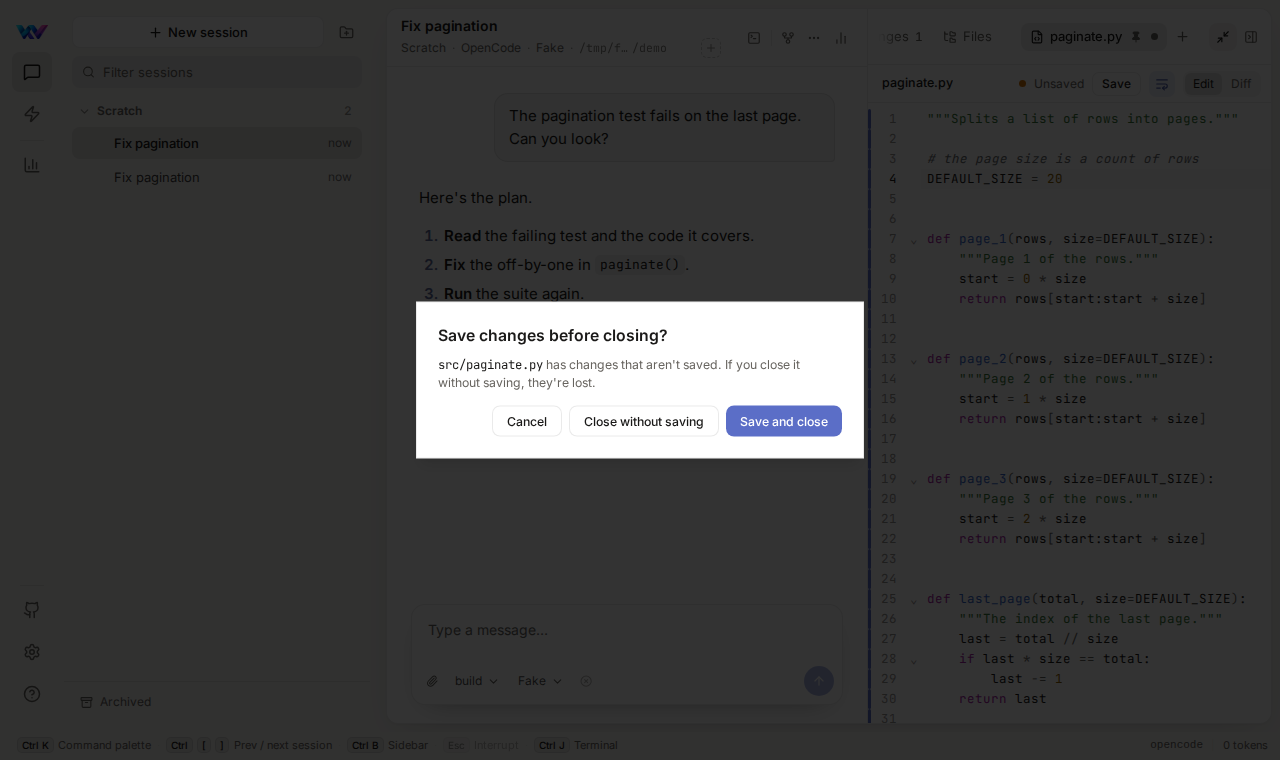 New session
Filter sessions
Scratch 2
Fix pagination now
Fix pagination now
Archived
Fix pagination
Scratch · OpenCode · Fake · /tmp/f… /demo
The pagination test fails on the last page.
Can you look?
Here's the plan.
1. Read the failing test and the code it covers.
2. Fix the off-by-one in paginate().
3. Run the suite again.
Save changes before closing?
src/paginate.py has changes that aren't saved. If you close it
without saving, they're lost.
Cancel Close without saving Save and close
Type a message...
build Fake
ges 1 Files paginate.py
paginate.py Unsaved Save Edit Diff
1 """Splits a list of rows into pages."""
2
3 # the page size is a count of rows
4 DEFAULT_SIZE = 20
5
6
7 def page_1(rows, size=DEFAULT_SIZE):
8     """Page 1 of the rows."""
9     start = 0 * size
10     return rows[start:start + size]
11
12
13 def page_2(rows, size=DEFAULT_SIZE):
14     """Page 2 of the rows."""
15     start = 1 * size
16     return rows[start:start + size]
17
18
19 def page_3(rows, size=DEFAULT_SIZE):
20     """Page 3 of the rows."""
21     start = 2 * size
22     return rows[start:start + size]
23
24
25 def last_page(total, size=DEFAULT_SIZE):
26     """The index of the last page."""
27     last = total // size
28     if last * size == total:
29         last -= 1
30     return last
31
Ctrl K Command palette Ctrl [ ] Prev / next session Ctrl B Sidebar Esc Interrupt Ctrl J Terminal opencode 0 tokens